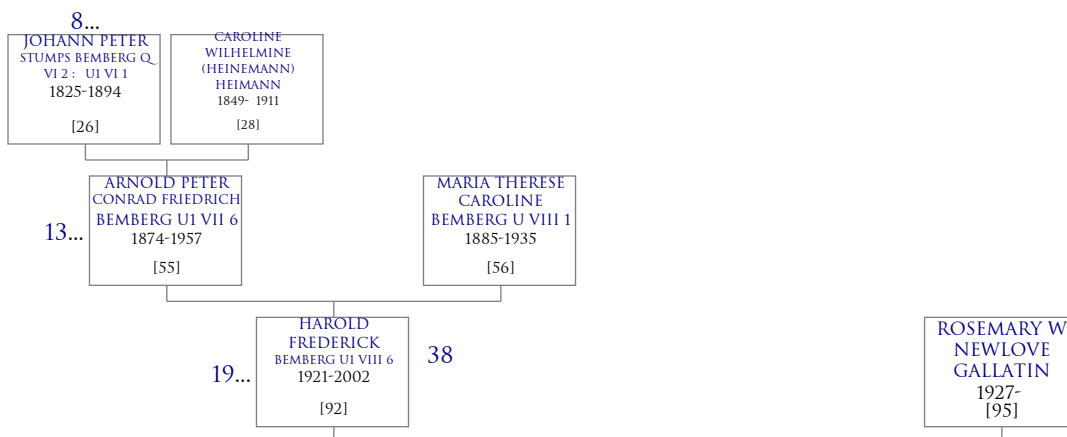 8...
JOHANN PETER
STUMPS BEMBERG Q
VI 2 : U1 VI 1
1825-1894
[26]
CAROLINE
WILHELMINE
(HEINEMANN)
HEIMANN
1849- 1911
[28]
13...
ARNOLD PETER
CONRAD FRIEDRICH
BEMBERG U1 VII 6
1874-1957
[55]
MARIA THERESE
CAROLINE
BEMBERG U VIII 1
1885-1935
[56]
19...
HAROLD
FREDERICK
BEMBERG U1 VIII 6
1921-2002
[92]
38
ROSEMARY W
NEWLOVE
GALLATIN
1927-
[95]